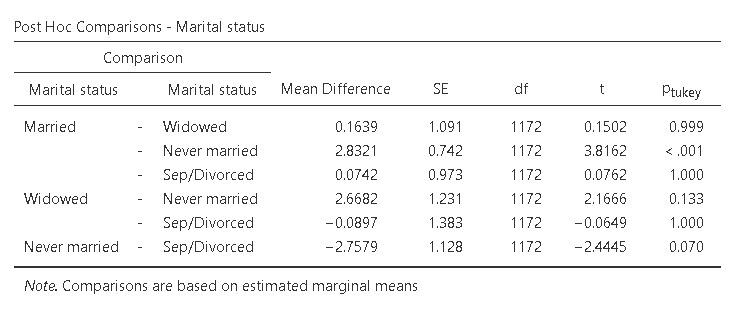 Post Hoc Comparisons - Marital status
Comparison
Marital status Marital status Mean Difference SE df t ptukey
Married - Widowed 0.1639 1.091 1172 0.1502 0.999
- Never married 2.8321 0.742 1172 3.8162 < .001
- Sep/Divorced 0.0742 0.973 1172 0.0762 1.000
Widowed - Never married 2.6682 1.231 1172 2.1666 0.133
- Sep/Divorced −0.0897 1.383 1172 −0.0649 1.000
Never married - Sep/Divorced −2.7579 1.128 1172 −2.4445 0.070
Note. Comparisons are based on estimated marginal means